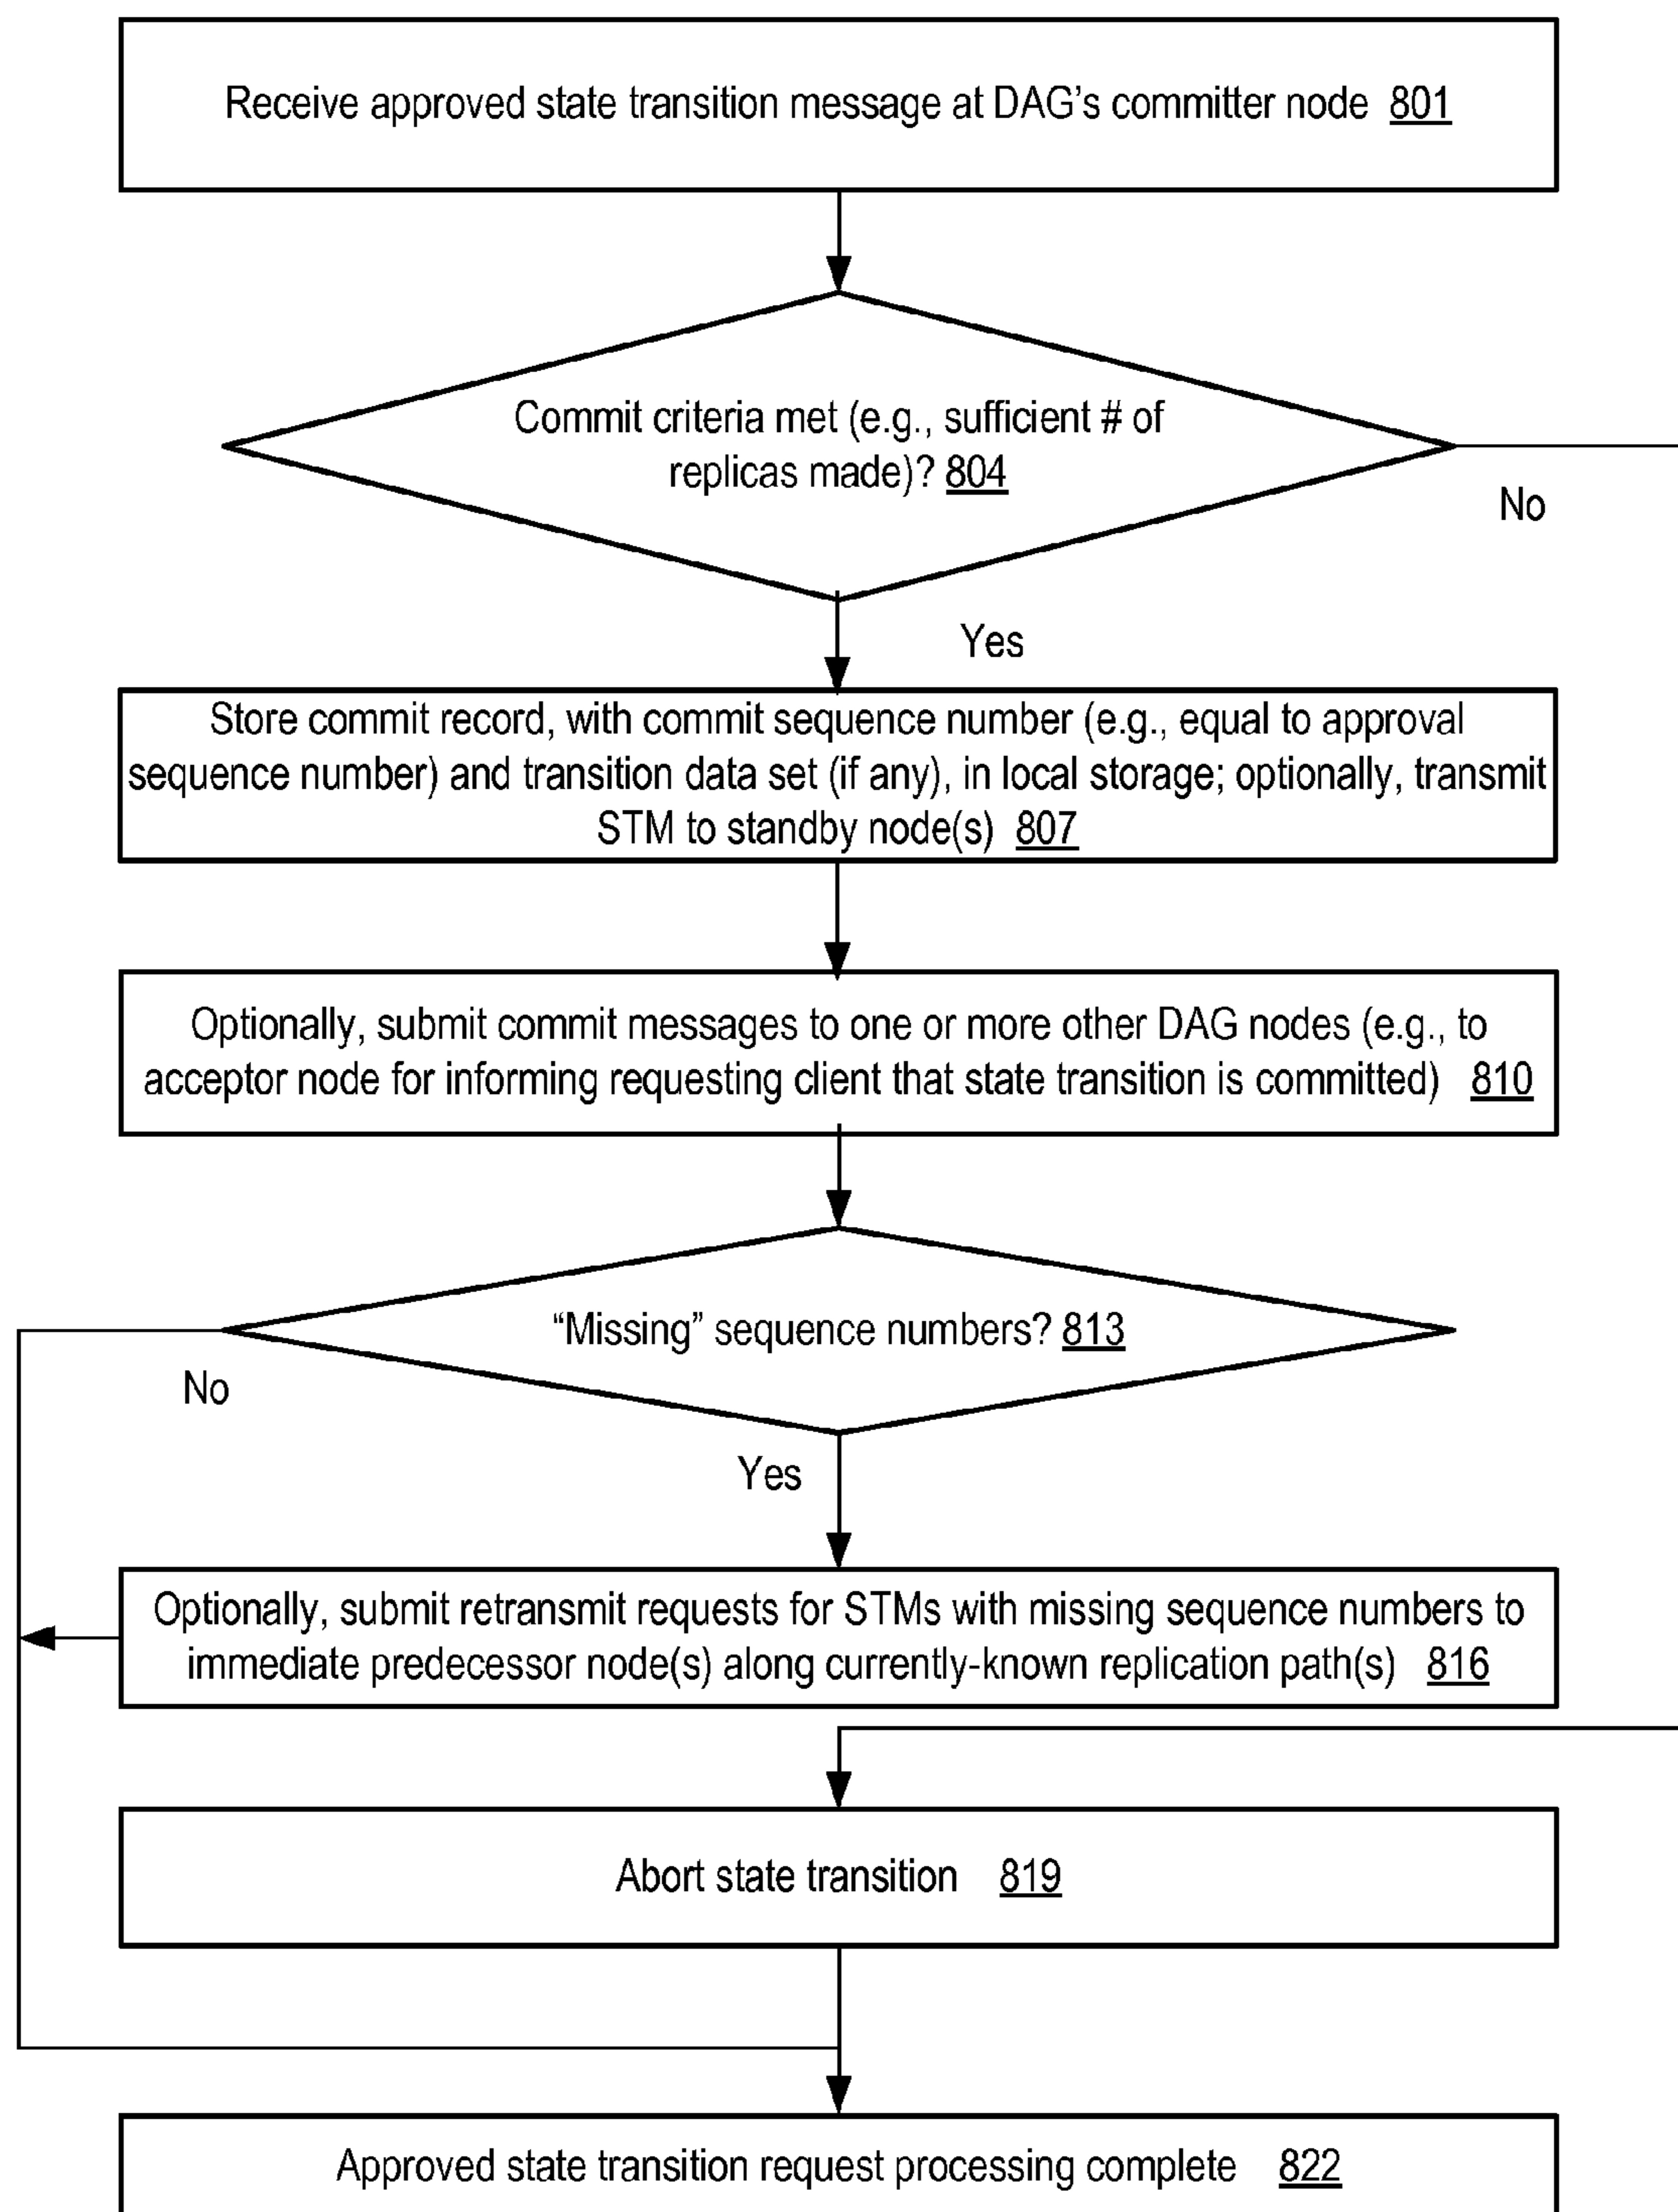 Receive approved state transition message at DAG’s committer node 801
Commit criteria met (e.g., sufficient # of
replicas made)? 804
No
Yes
Store commit record, with commit sequence number (e.g., equal to approval
sequence number) and transition data set (if any), in local storage; optionally, transmit
STM to standby node(s) 807
Optionally, submit commit messages to one or more other DAG nodes (e.g., to
acceptor node for informing requesting client that state transition is committed) 810
“Missing” sequence numbers? 813
No
Yes
Optionally, submit retransmit requests for STMs with missing sequence numbers to
immediate predecessor node(s) along currently-known replication path(s) 816
Abort state transition 819
Approved state transition request processing complete 822